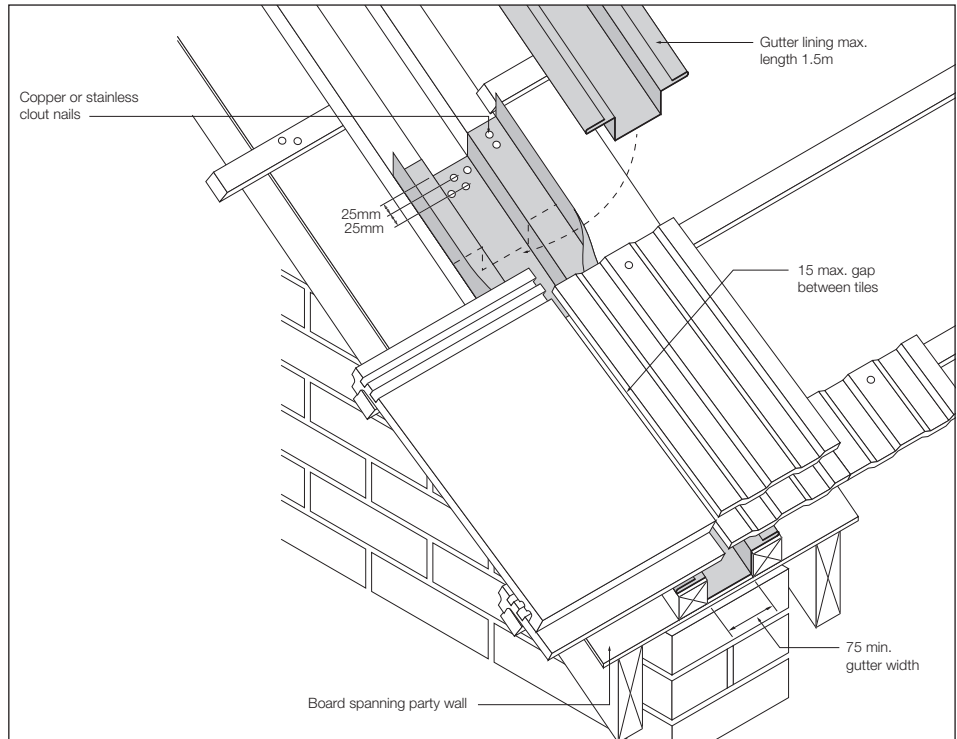 Gutter lining max.
length 1.5m
Copper or stainless
clout nails
25mm
25mm
15 max. gap
between tiles
75 min.
gutter width
Board spanning party wall